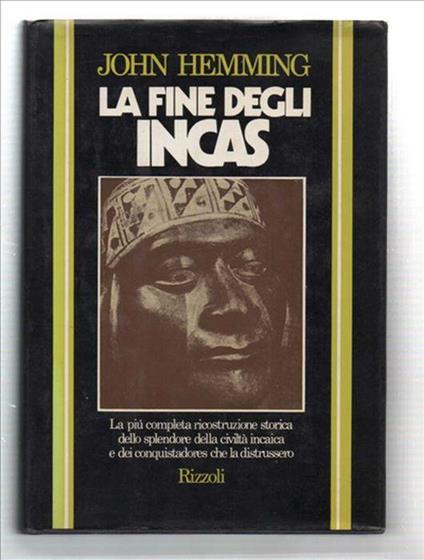 JOHN HEMMING
LA FINE DEGLI
INCAS
La piú completa ricostruzione storica
dello splendore della civiltà incaica
e dei conquistadores che la distrussero
Rizzoli